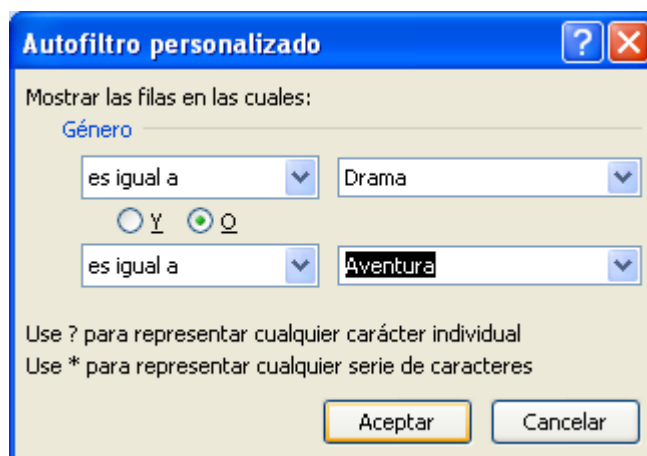 Autofiltro personalizado ?
Mostrar las filas en las cuales:
Género
es igual a Drama
Y O
es igual a Aventura
Use ? para representar cualquier carácter individual
Use * para representar cualquier serie de caracteres
Aceptar Cancelar